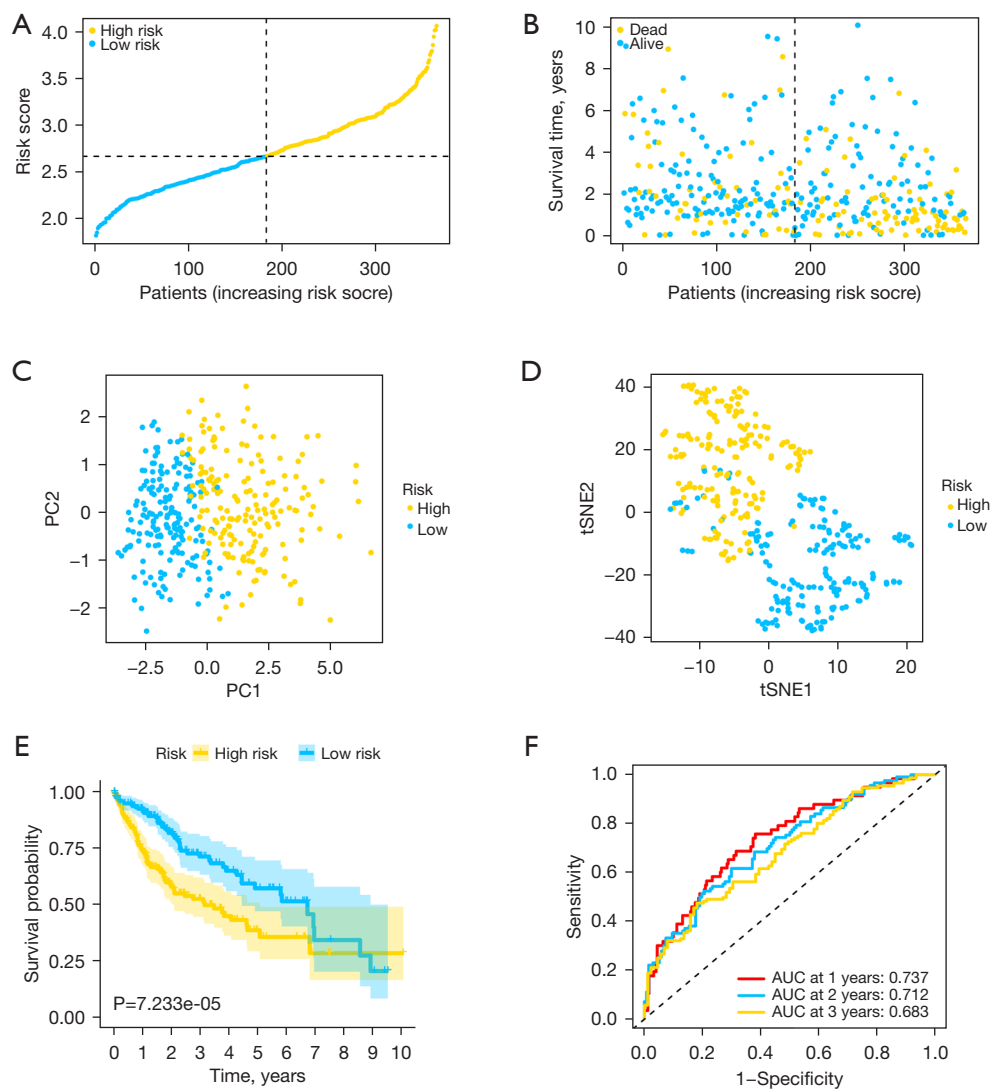 A
High risk
Low risk
4.0
3.5
3.0
2.5
2.0
Risk score
0 100 200 300
Patients (increasing risk socre)
B
Dead
Alive
10
8
6
4
2
0
Survival time, yesrs
0 100 200 300
Patients (increasing risk socre)
C
2
1
0
−1
−2
PC2
−2.5 0.0 2.5 5.0
PC1
Risk
High
Low
D
40
20
0
−20
−40
tSNE2
−10 0 10 20
tSNE1
Risk
High
Low
E
Risk High risk Low risk
1.00
0.75
0.50
0.25
0.00
Survival probability
P=7.233e-05
0 1 2 3 4 5 6 7 8 9 10
Time, years
F
1.0
0.8
0.6
0.4
0.2
0.0
Sensitivity
AUC at 1 years: 0.737
AUC at 2 years: 0.712
AUC at 3 years: 0.683
0.0 0.2 0.4 0.6 0.8 1.0
1−Specificity